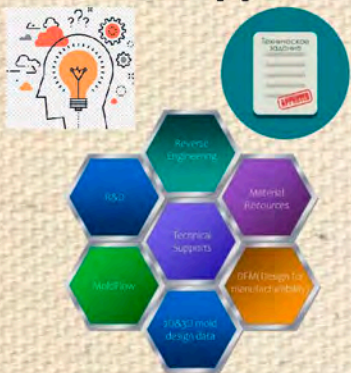 ???
Техническое
задание
Reverse
Engineering
R&D
Material
Resources
Technical
Supports
MoldFlow
DFM( Design for
manufacturability)
2D&3D mold
design data